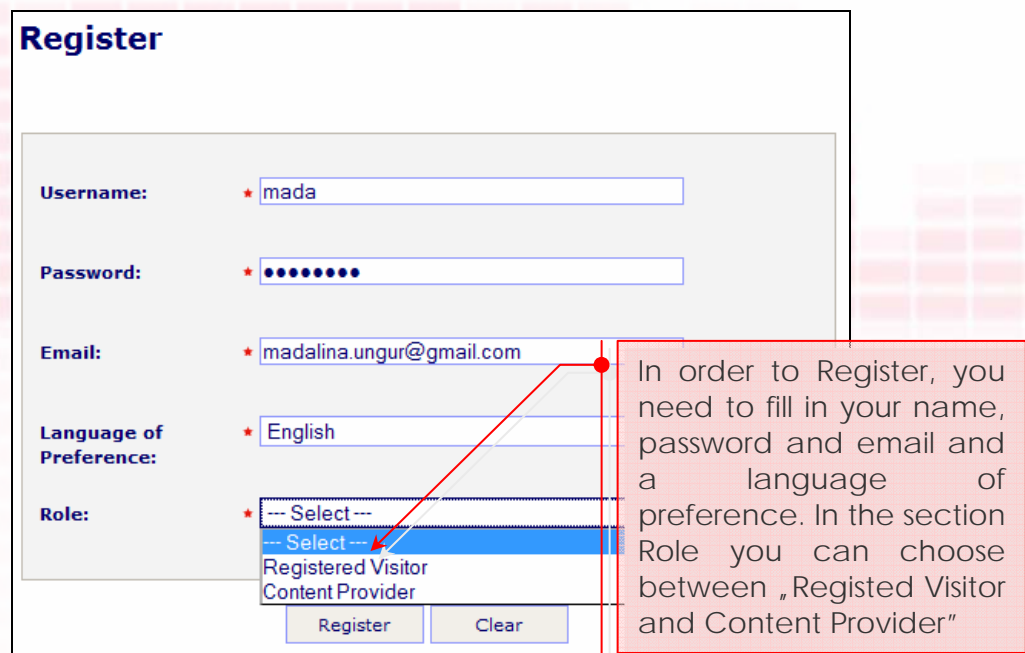 Register
Username: * mada
Password: * ●●●●●●●●
Email: * madalina.ungur@gmail.com
Language of * English
Preference:
Role: * --- Select ---
--- Select ---
Registered Visitor
Content Provider
Register Clear
In order to Register, you
need to fill in your name,
password and email and
a language of
preference. In the section
Role you can choose
between „Registed Visitor
and Content Provider"